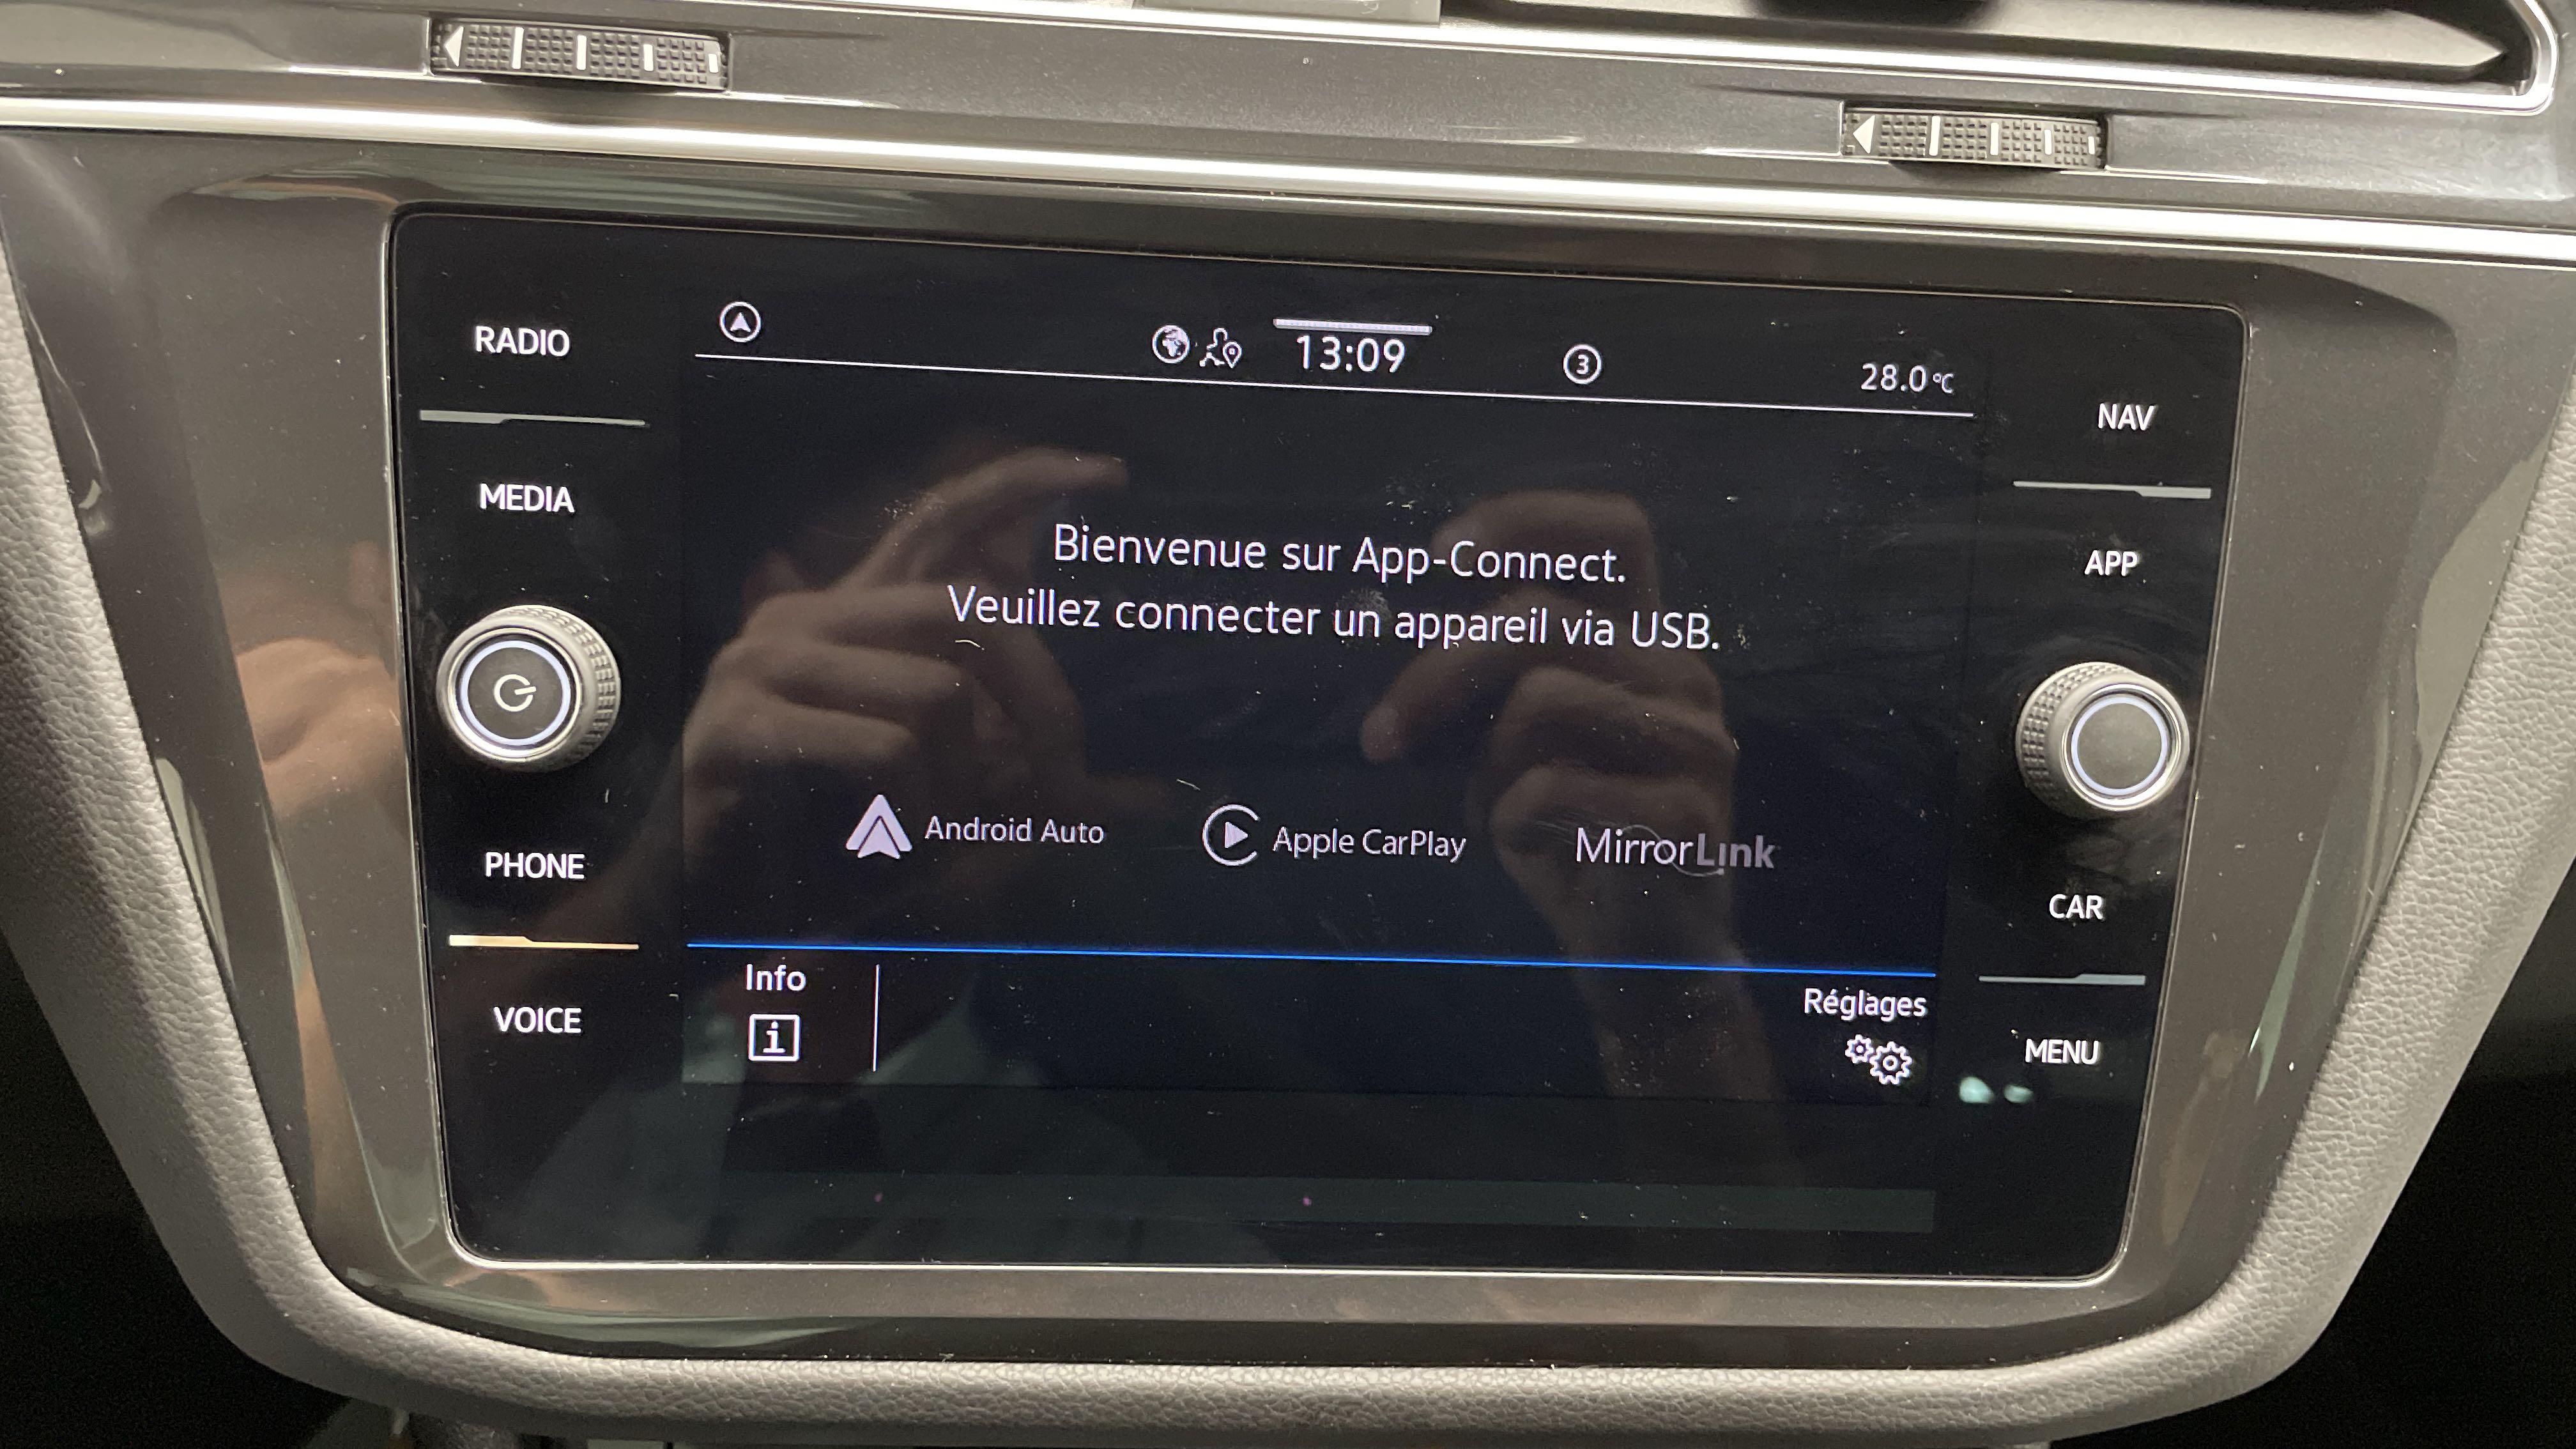 RADIO
MEDIA
PHONE
VOICE
13:09
3
28.0 °C
Bienvenue sur App-Connect.
Veuillez connecter un appareil via USB.
Android Auto
Apple CarPlay
MirrorLink
Info
i
Réglages
NAV
APP
CAR
MENU